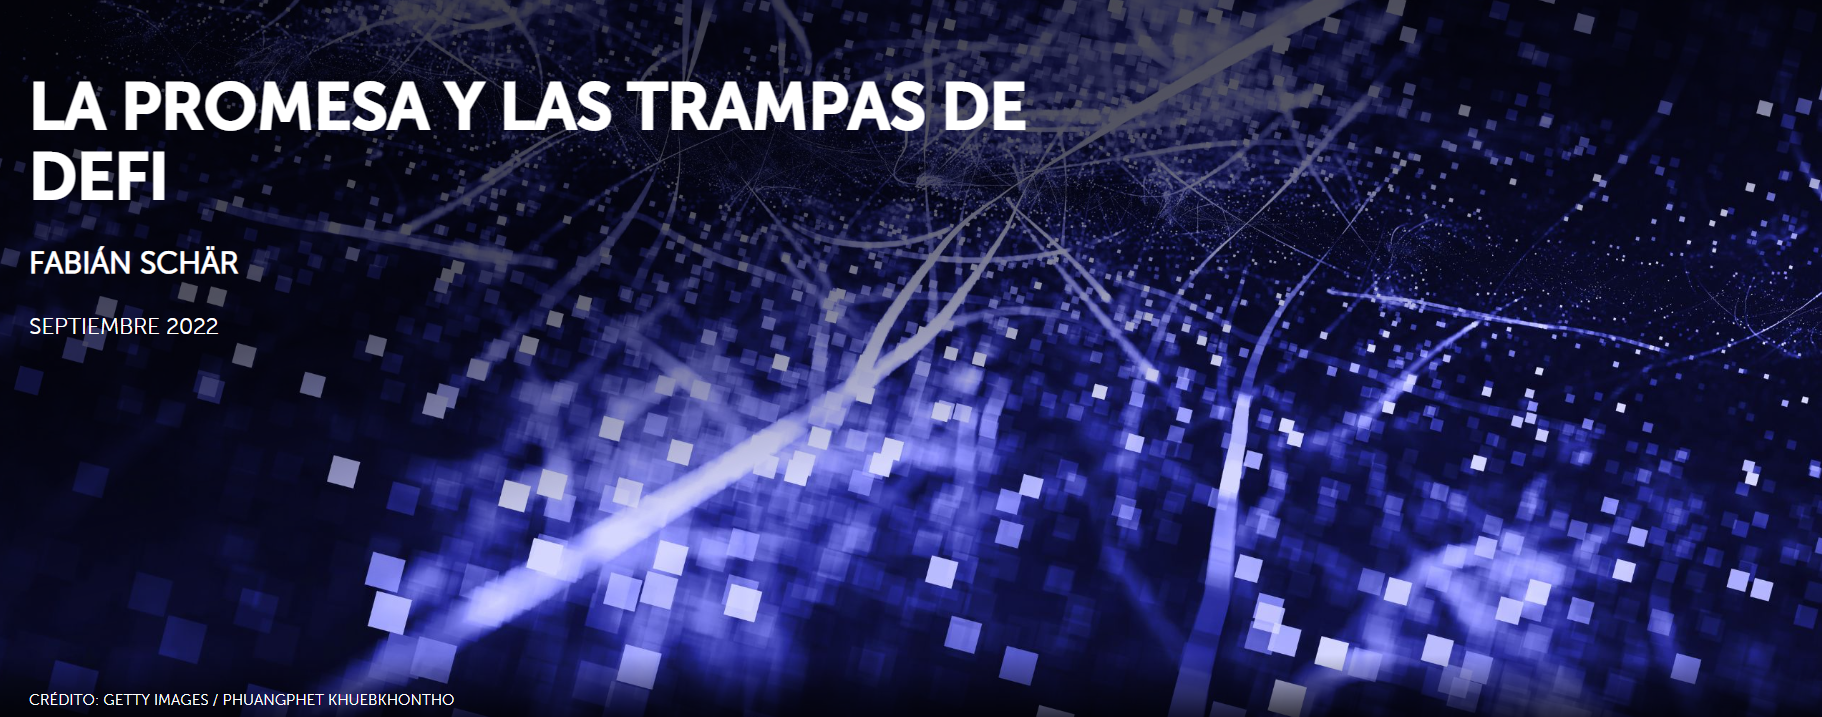 LA PROMESA Y LAS TRAMPAS DE
DEFI
FABIÁN SCHÄR
SEPTIEMBRE 2022
CRÉDITO: GETTY IMAGES / PHUANGPHET KHUEBKHONTHO